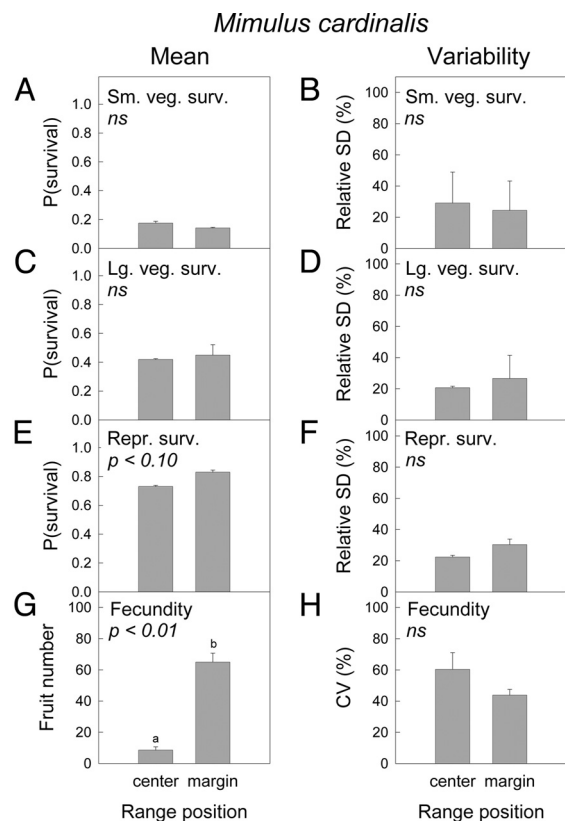 Mimulus cardinalis
Mean
Variability
A
Sm. veg. surv.
ns
P(survival)
1.0
0.8
0.6
0.4
0.2
0.0
B
Sm. veg. surv.
ns
Relative SD (%)
100
80
60
40
20
0
C
Lg. veg. surv.
ns
P(survival)
1.0
0.8
0.6
0.4
0.2
0.0
D
Lg. veg. surv.
ns
Relative SD (%)
100
80
60
40
20
0
E
Repr. surv.
p < 0.10
P(survival)
1.0
0.8
0.6
0.4
0.2
0.0
F
Repr. surv.
ns
Relative SD (%)
100
80
60
40
20
0
G
Fecundity
p < 0.01
Fruit number
100
80
60
40
20
0
a
b
center margin
Range position
H
Fecundity
ns
CV (%)
100
80
60
40
20
0
center margin
Range position